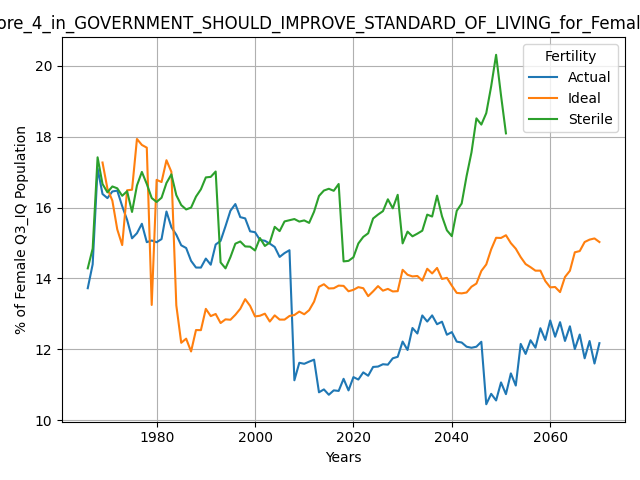 ore_4_in_GOVERNMENT_SHOULD_IMPROVE_STANDARD_OF_LIVING_for_Femal
Fertility
Actual
Ideal
Sterile
% of Female Q3_IQ Population
20
18
16
14
12
10
1980
2000
2020
2040
2060
Years